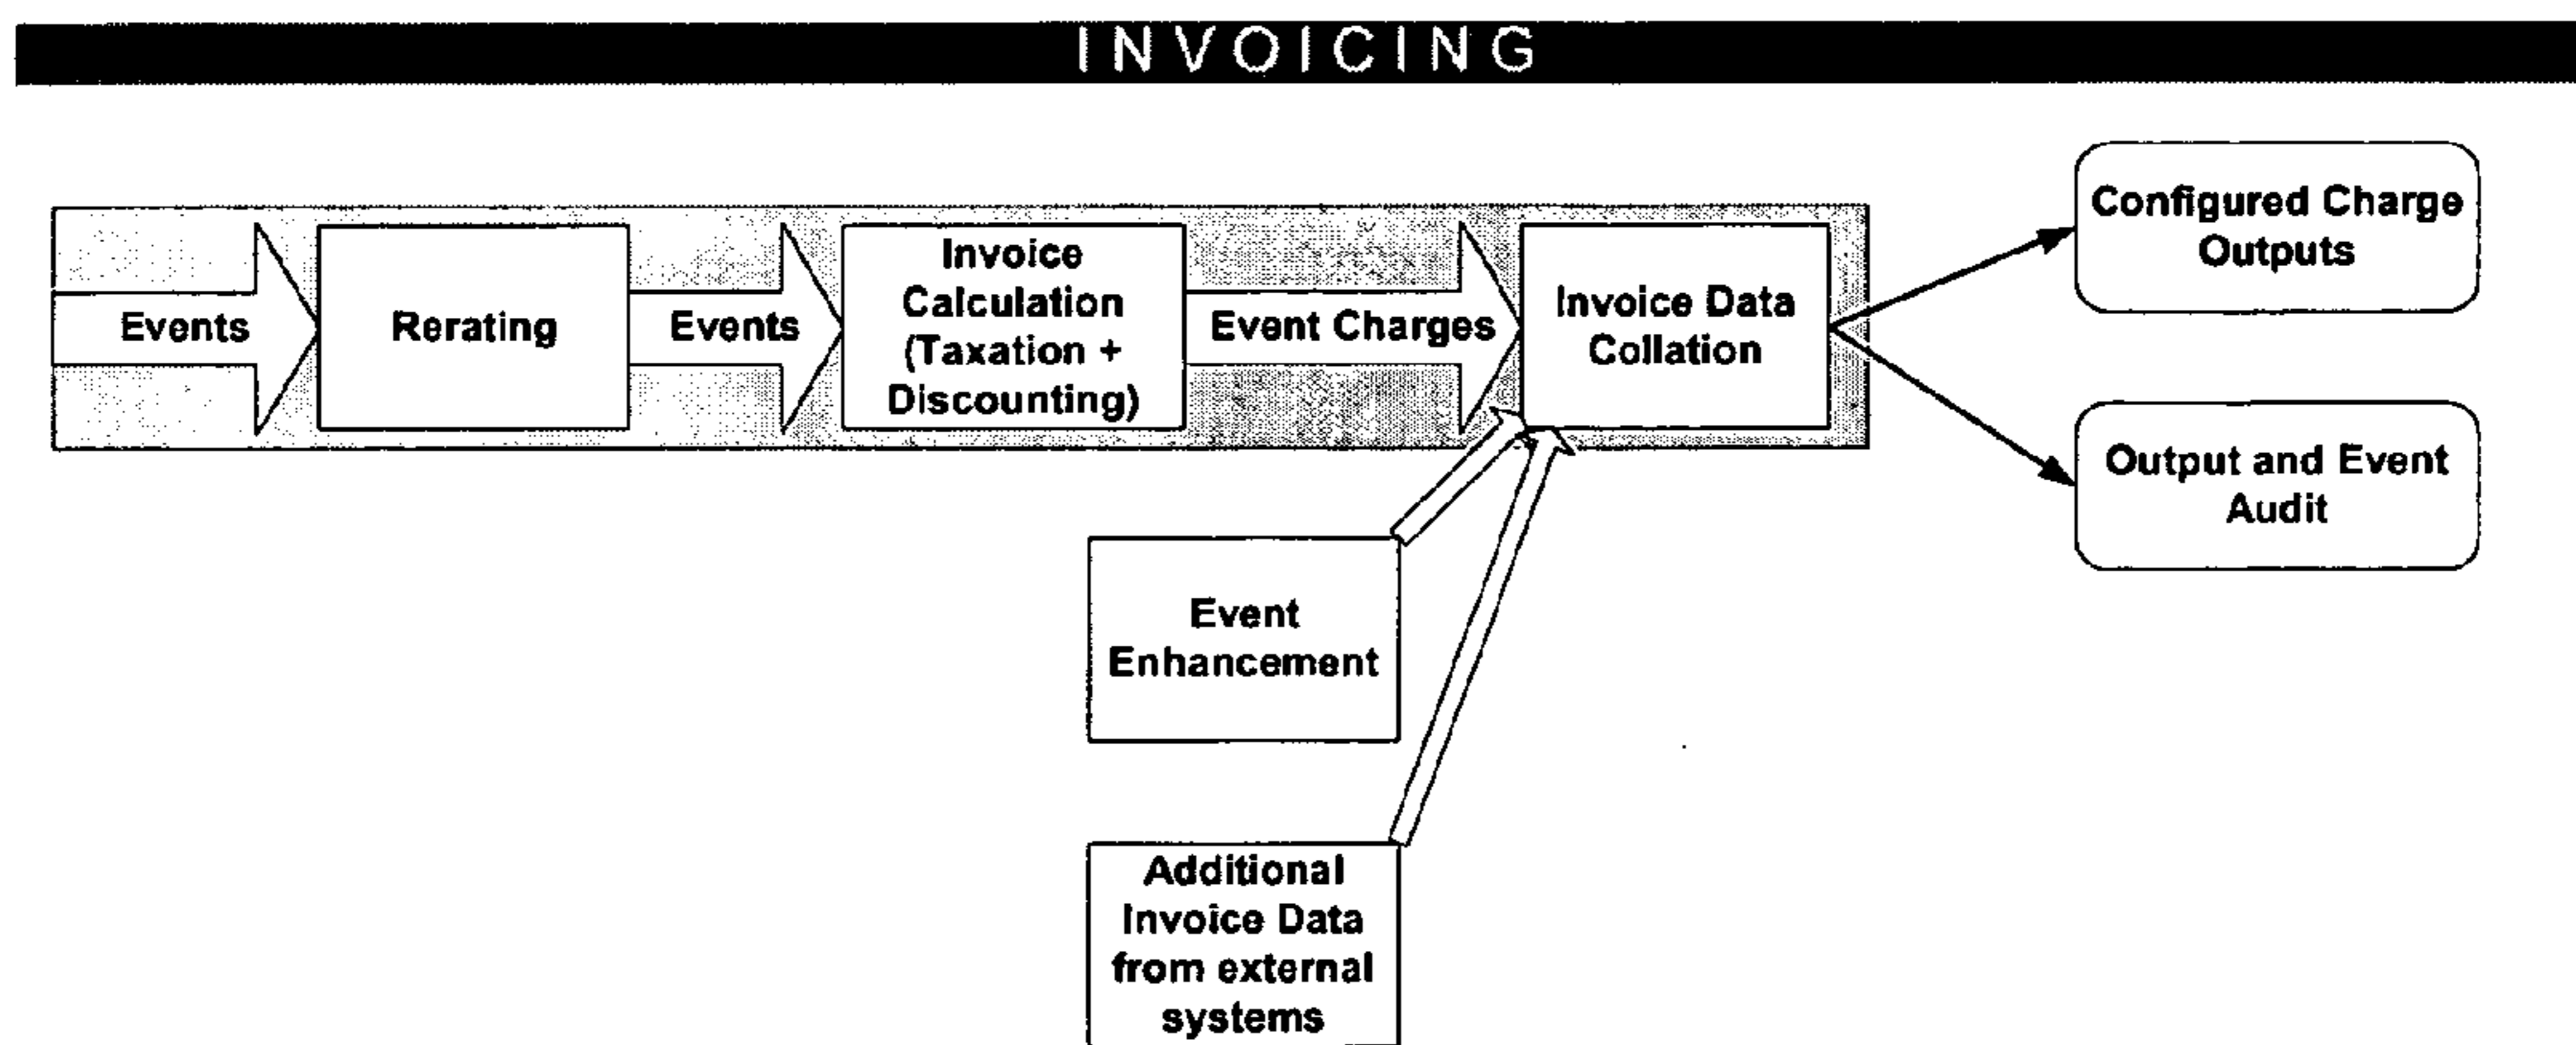 INVOICING
Events
Rerating
Events
Invoice
Calculation
(Taxation +
Discounting)
Event Charges
Invoice Data
Collation
Configured Charge
Outputs
Output and Event
Audit
Event
Enhancement
Additional
Invoice Data
from external
systems